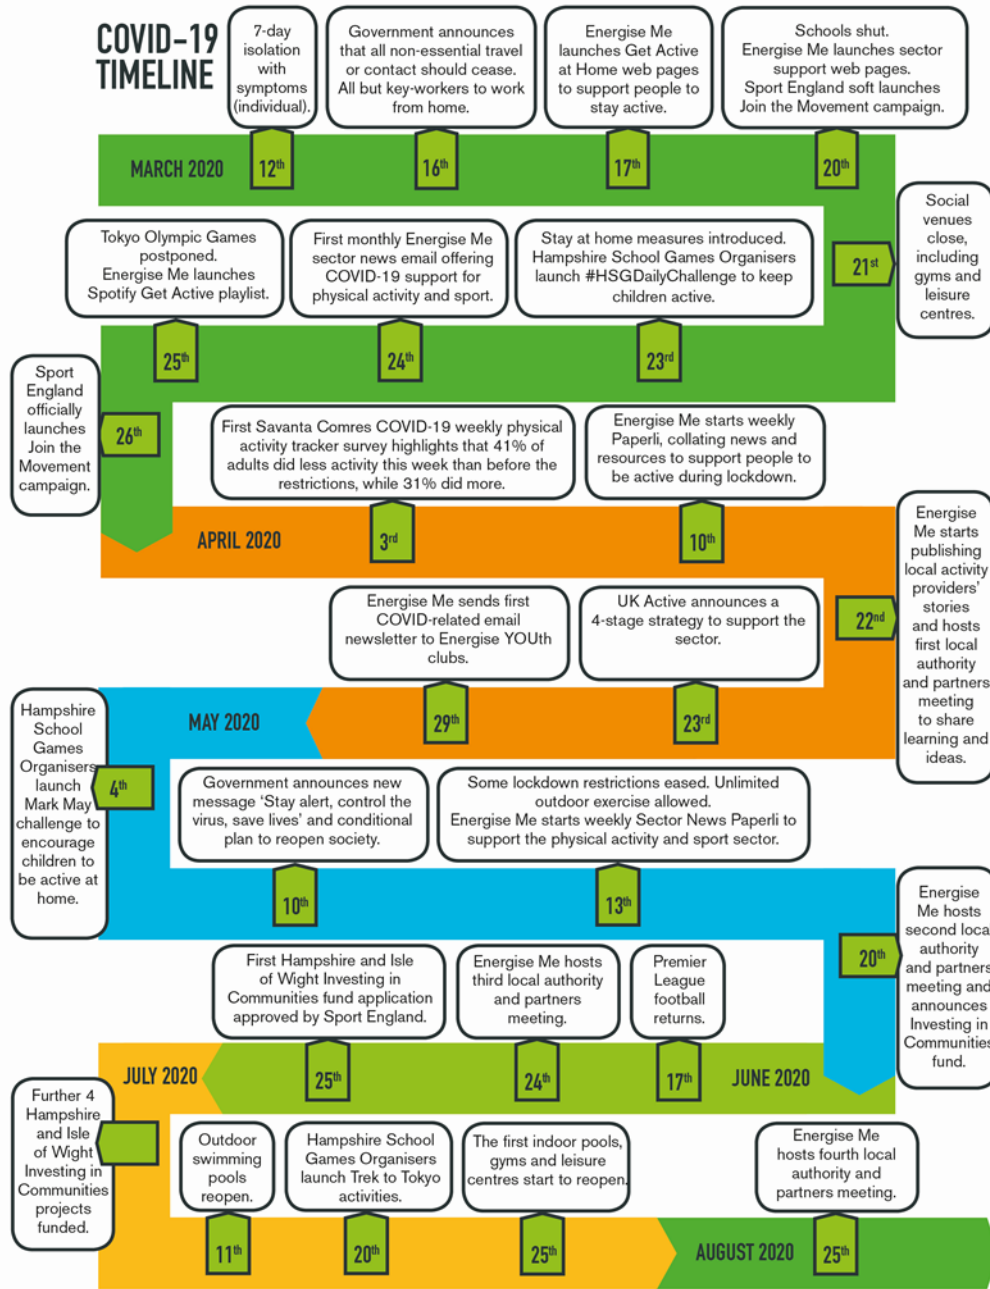 COVID-19
TIMELINE
7-day
isolation
with
symptoms
(individual).
Government announces
that all non-essential travel
or contact should cease.
All but key-workers to work
from home.
Energise Me
launches Get Active
at Home web pages
to support people to
stay active.
Schools shut.
Energise Me launches sector
support web pages.
Sport England soft launches
Join the Movement campaign.
MARCH 2020
12th
16th
17th
20th
Social
venues
close,
including
gyms and
leisure
centres.
21st
Tokyo Olympic Games
postponed.
Energise Me launches
Spotify Get Active playlist.
First monthly Energise Me
sector news email offering
COVID-19 support for
physical activity and sport.
Stay at home measures introduced.
Hampshire School Games Organisers
launch #HSGDailyChallenge to keep
children active.
25th
24th
23rd
Sport
England
officially
launches
Join the
Movement
campaign.
26th
First Savanta Comres COVID-19 weekly physical
activity tracker survey highlights that 41% of
adults did less activity this week than before the
restrictions, while 31% did more.
Energise Me starts weekly
Paperli, collating news and
resources to support people to
be active during lockdown.
APRIL 2020
3rd
10th
Energise
Me starts
publishing
local activity
providers'
stories
and hosts
first local
authority
and partners
meeting
to share
learning and
ideas.
22nd
Energise Me sends first
COVID-related email
newsletter to Energise YOUth
clubs.
UK Active announces a
4-stage strategy to support the
sector.
MAY 2020
29th
23rd
Hampshire
School
Games
Organisers
launch
Mark May
challenge to
encourage
children to
be active at
home.
4th
Government announces new
message 'Stay alert, control the
virus, save lives' and conditional
plan to reopen society.
Some lockdown restrictions eased. Unlimited
outdoor exercise allowed.
Energise Me starts weekly Sector News Paperli to
support the physical activity and sport sector.
10th
13th
Energise
Me hosts
second loca
authority
and partners
meeting and
announces
Investing in
Communities
fund.
20th
First Hampshire and Isle
of Wight Investing in
Communities fund application
approved by Sport England.
Energise Me hosts
third local authority
and partners
meeting.
Premier
League
football
returns.
JULY 2020
25th
24th
17th
JUNE 2020
Further 4
Hampshire
and Isle
of Wight
Investing in
Communities
projects
funded.
Outdoor
swimming
pools
reopen.
Hampshire School
Games Organisers
launch Trek to Tokyo
activities.
The first indoor pools,
gyms and leisure
centres start to reopen.
Energise Me
hosts fourth local
authority and
partners meeting.
11th
20th
25th
AUGUST 2020
25th